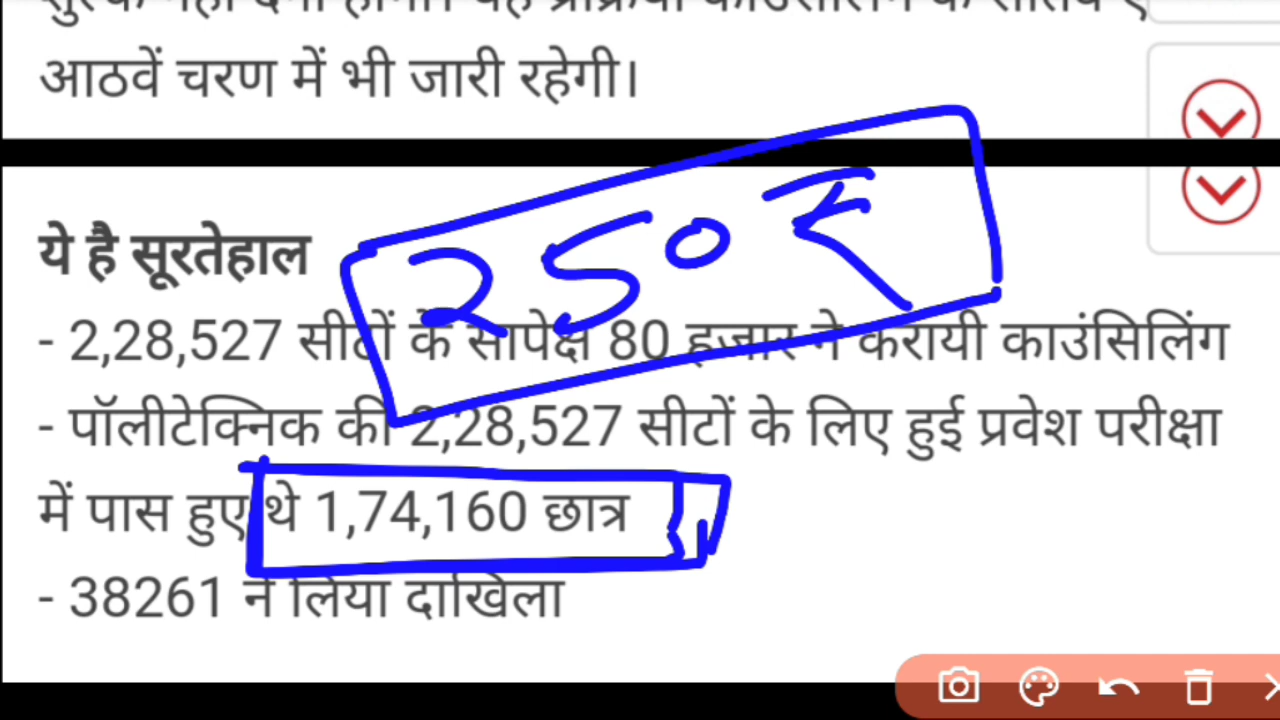 आठवें चरण में भी जारी रहेगी।
ये है सूरतेहाल
250 ₹
- 2,28,527 सीटों के सापेक्ष 80 हजार ने करायी काउंसिलिंग
- पॉलीटेक्निक की 2,28,527 सीटों के लिए हुई प्रवेश परीक्षा
में पास हुए थे 1,74,160 छात्र
- 38261 ने लिया दाखिला